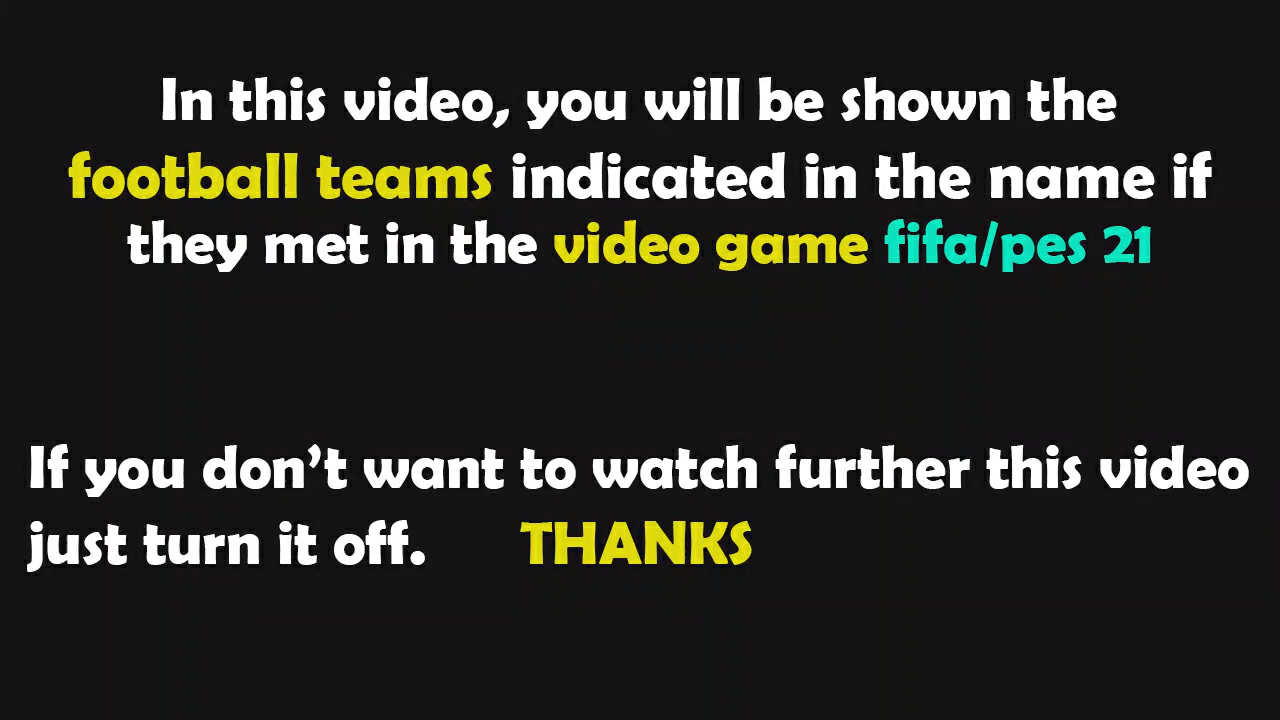 In this video, you will be shown the
football teams indicated in the name if
they met in the video game fifa/pes 21
If you don’t want to watch further this video
just turn it off. THANKS